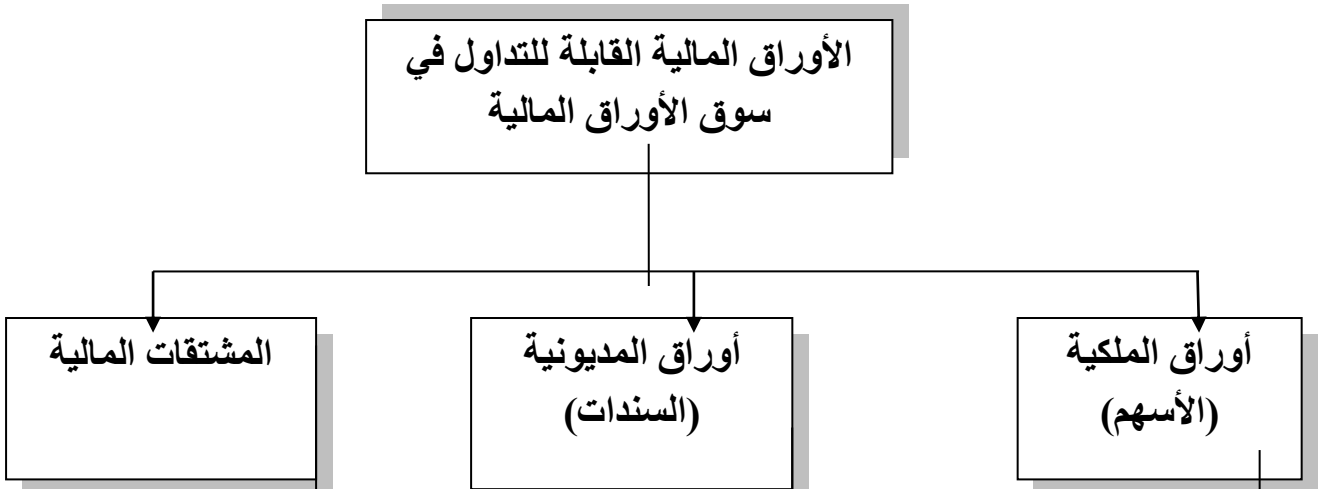 الأوراق المالية القابلة للتداول في
سوق الأوراق المالية
أوراق الملكية
(الأسهم)
أوراق المديونية
(السندات)
المشتقات المالية